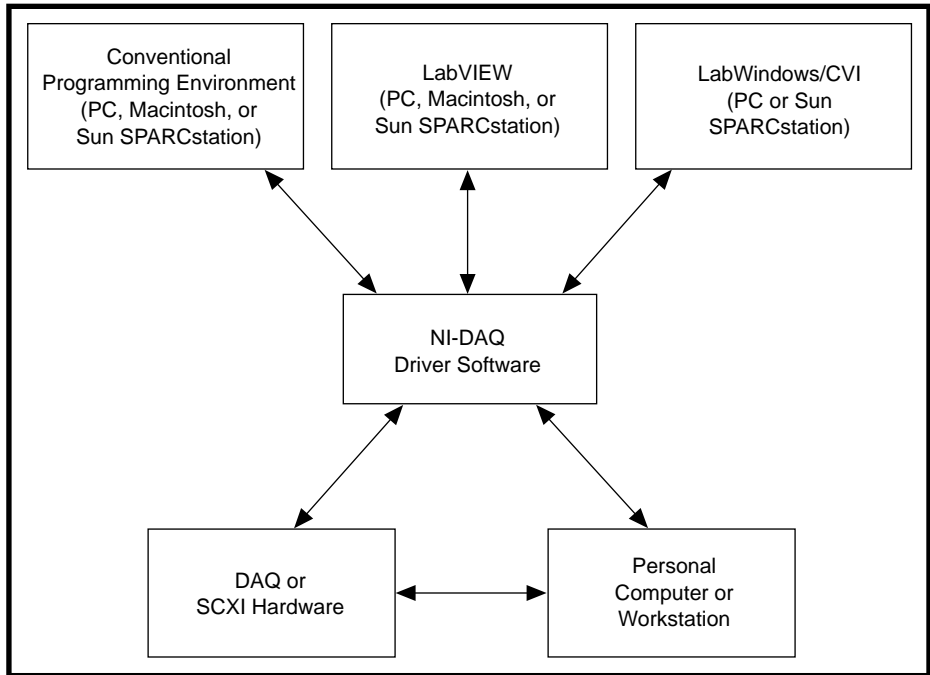 Conventional
Programming Environment
(PC, Macintosh, or
Sun SPARCstation)
LabVIEW
(PC, Macintosh, or
Sun SPARCstation)
LabWindows/CVI
(PC or Sun
SPARCstation)
NI-DAQ
Driver Software
DAQ or
SCXI Hardware
Personal
Computer or
Workstation